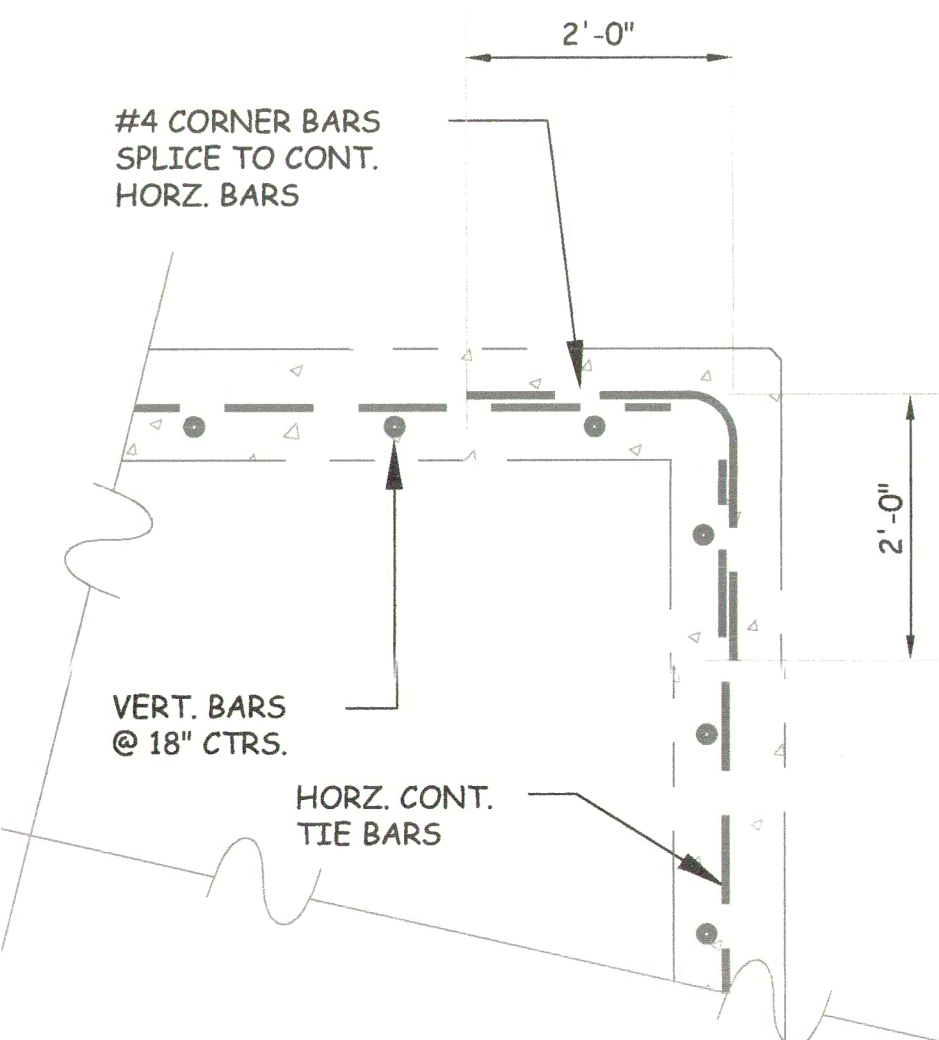 2'-0"
#4 CORNER BARS
SPLICE TO CONT.
HORZ. BARS
2'-0"
VERT. BARS
@ 18" CTRS.
HORZ. CONT.
TIE BARS